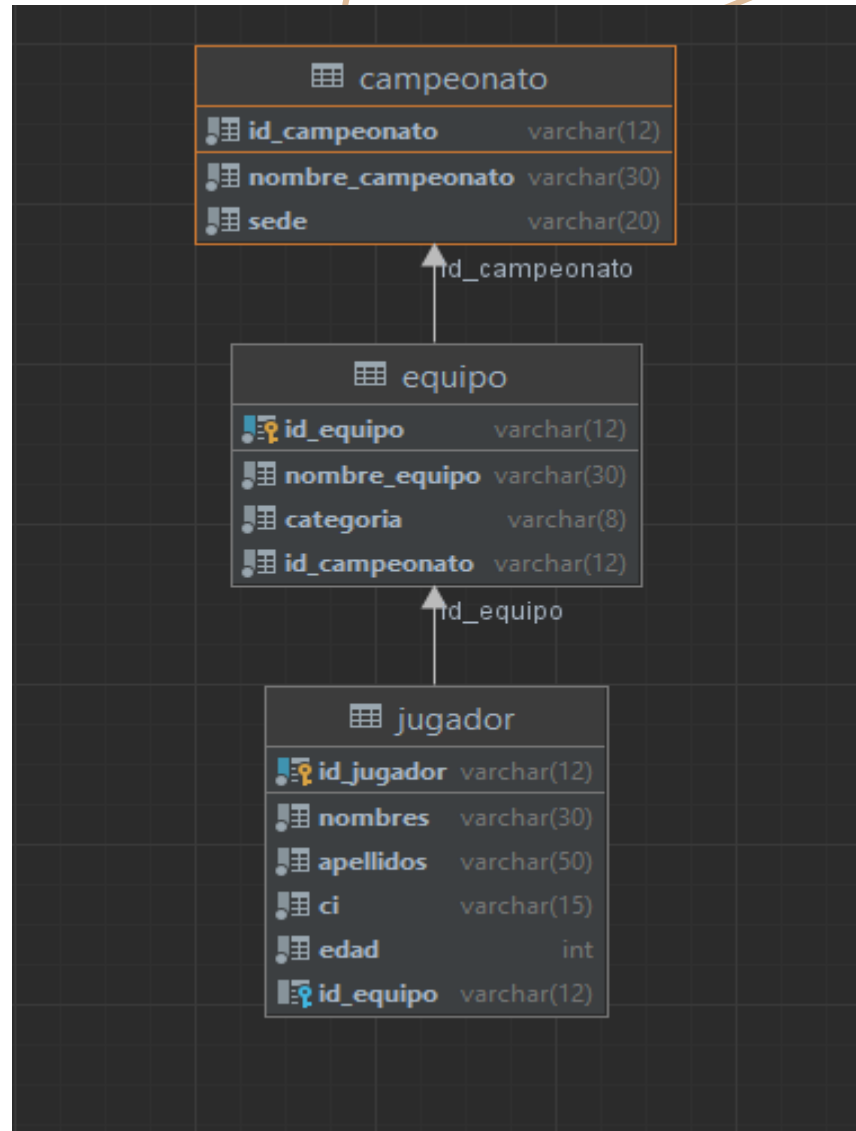 campeonato
id_campeonato varchar(12)
nombre_campeonato varchar(30)
sede varchar(20)
id_campeonato
equipo
id_equipo varchar(12)
nombre_equipo varchar(30)
categoria varchar(8)
id_campeonato varchar(12)
id_equipo
jugador
id_jugador varchar(12)
nombres varchar(30)
apellidos varchar(50)
ci varchar(15)
edad int
id_equipo varchar(12)